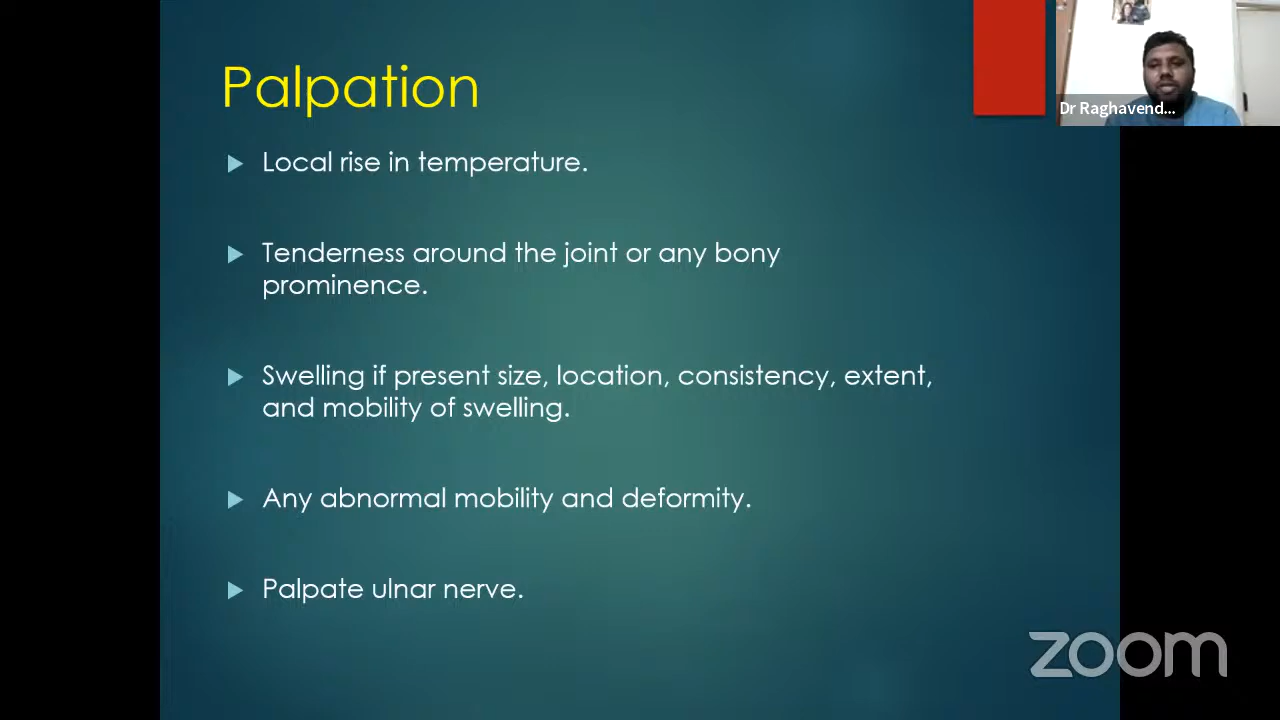 Palpation
Dr Raghavend...
Local rise in temperature.
Tenderness around the joint or any bony
prominence.
Swelling if present size, location, consistency, extent,
and mobility of swelling.
Any abnormal mobility and deformity.
Palpate ulnar nerve.
zoom